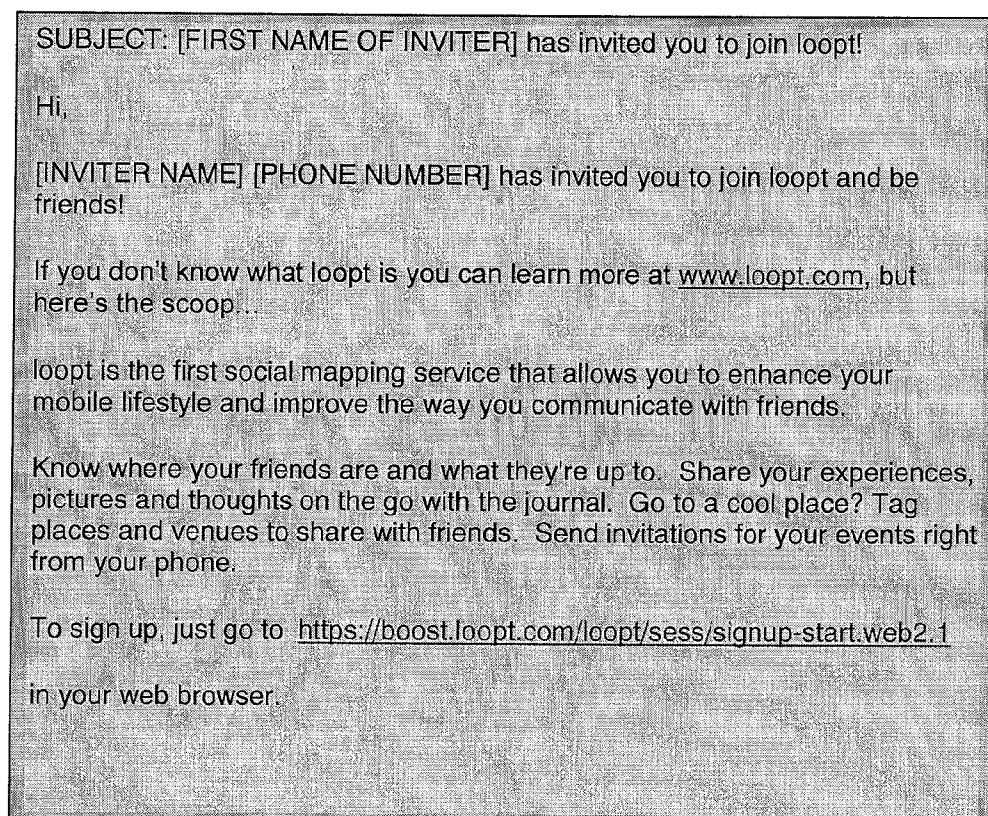 SUBJECT: [FIRST NAME OF INVITER] has invited you to join loopt!
Hi,
[INVITER NAME] [PHONE NUMBER] has invited you to join loopt and be
friends!
If you don't know what loopt is you can learn more at www.loopt.com, but
here's the scoop...
loopt is the first social mapping service that allows you to enhance your
mobile lifestyle and improve the way you communicate with friends.
Know where your friends are and what they're up to.  Share your experiences,
pictures and thoughts on the go with the journal.  Go to a cool place? Tag
places and venues to share with friends.  Send invitations for your events right
from your phone.
To sign up, just go to  https://boost.loopt.com/loopt/sess/signup-start.web2.1
in your web browser.